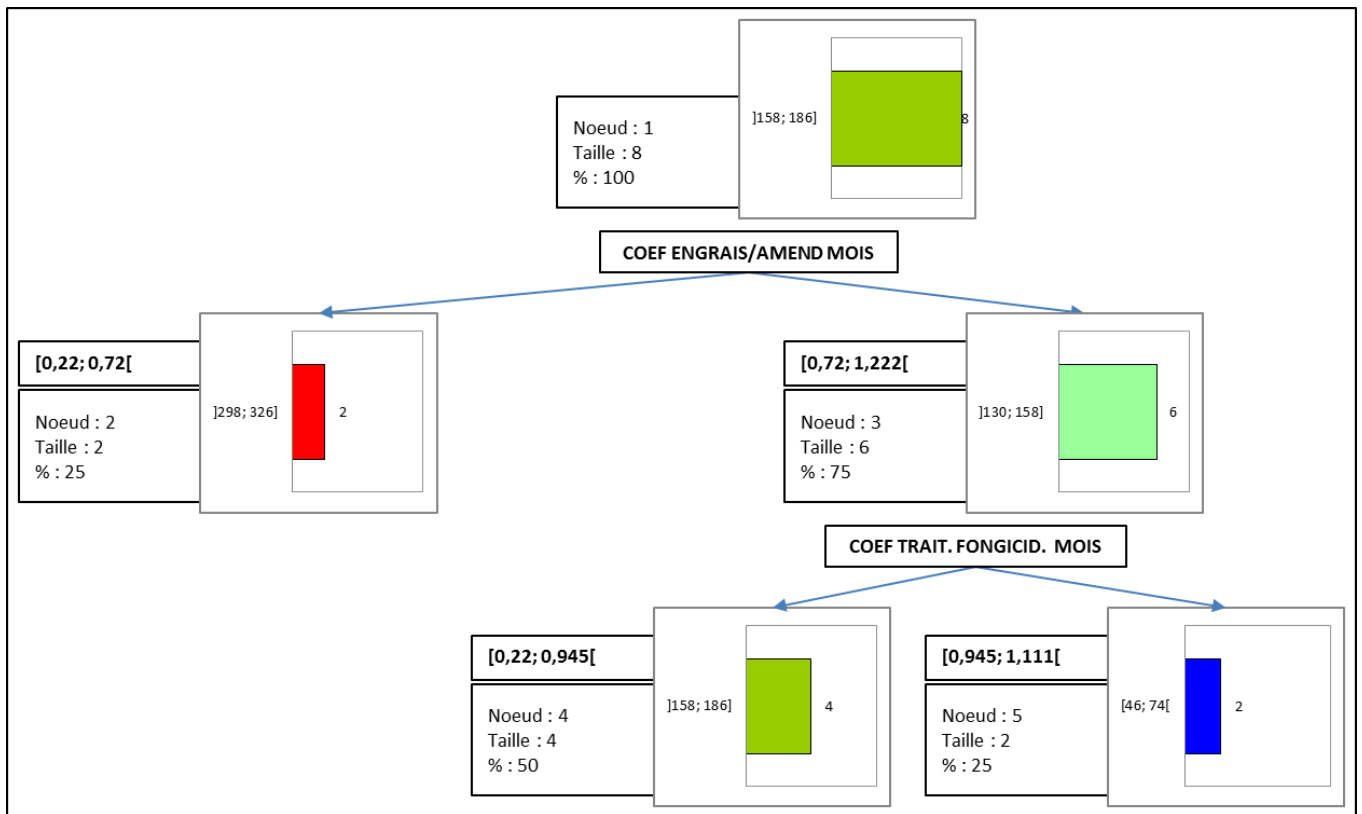 ]158; 186]
8
Noeud : 1
Taille : 8
% : 100
COEF ENGRAIS/AMEND MOIS
[0,22; 0,72[
]298; 326]
2
Noeud : 2
Taille : 2
% : 25
[0,72; 1,222[
]130; 158]
6
Noeud : 3
Taille : 6
% : 75
COEF TRAIT. FONGICID. MOIS
[0,22; 0,945[
]158; 186]
4
Noeud : 4
Taille : 4
% : 50
[0,945; 1,111[
[46; 74[
2
Noeud : 5
Taille : 2
% : 25